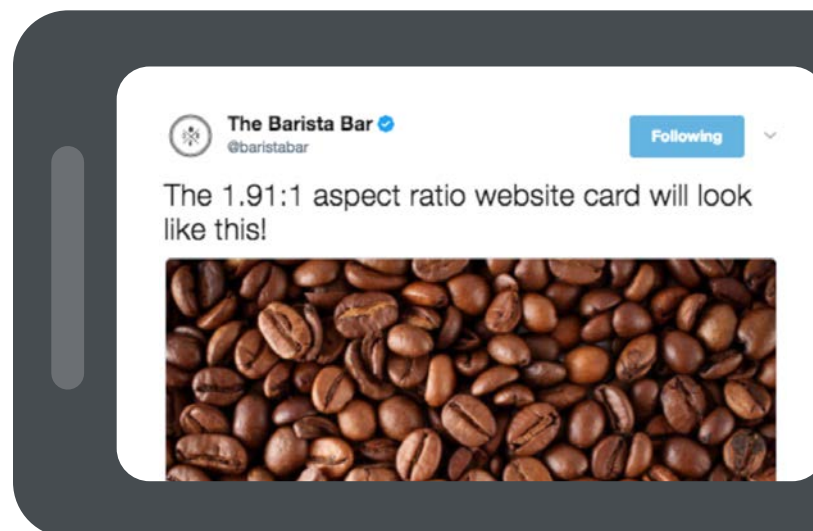 The Barista Bar
@baristabar
Following
The 1.91:1 aspect ratio website card will look
like this!